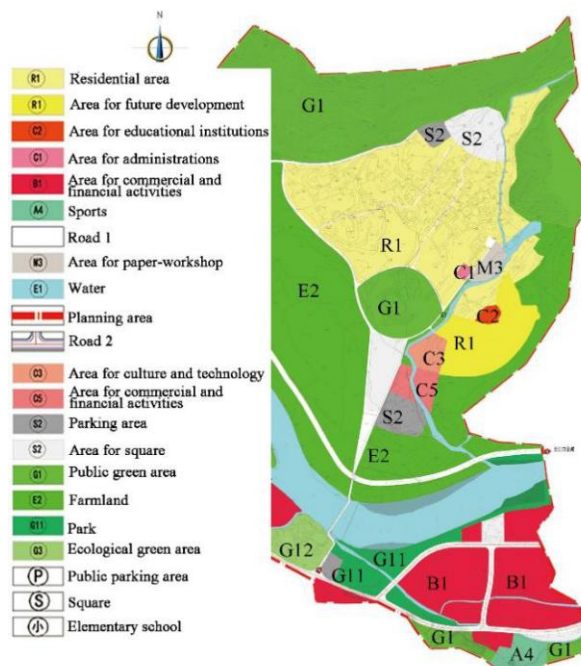 N
R1 Residential area
R1 Area for future development
C2 Area for educational institutions
C1 Area for administrations
B1 Area for commercial and
financial activities
A4 Sports
Road 1
M3 Area for paper-workshop
E1 Water
Planning area
Road 2
C3 Area for culture and technology
C5 Area for commercial and
financial activities
S2 Parking area
S2 Area for square
G1 Public green area
E2 Farmland
G11 Park
G3 Ecological green area
P Public parking area
S Square
小 Elementary school
G1
S2
S2
R1
M3
C1
E2
G1
C2
R1
C3
C5
S2
E2
G12
G11
G11
B1
B1
G1
A4
G1